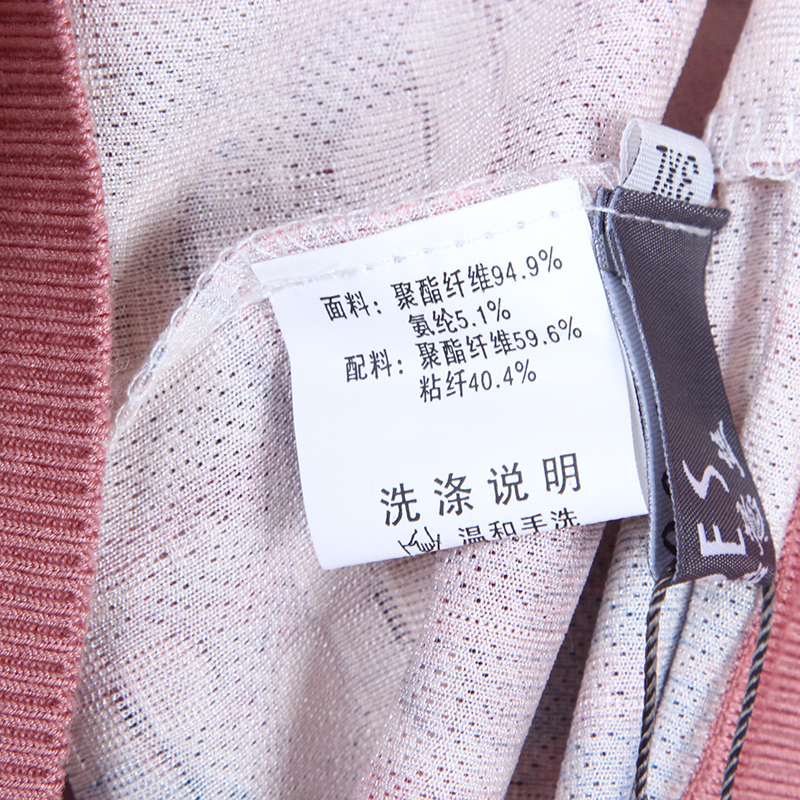 面料：聚酯纤维94.9%
氨纶5.1%
配料：聚酯纤维59.6%
粘纤40.4%
洗涤说明
温和手洗
ES